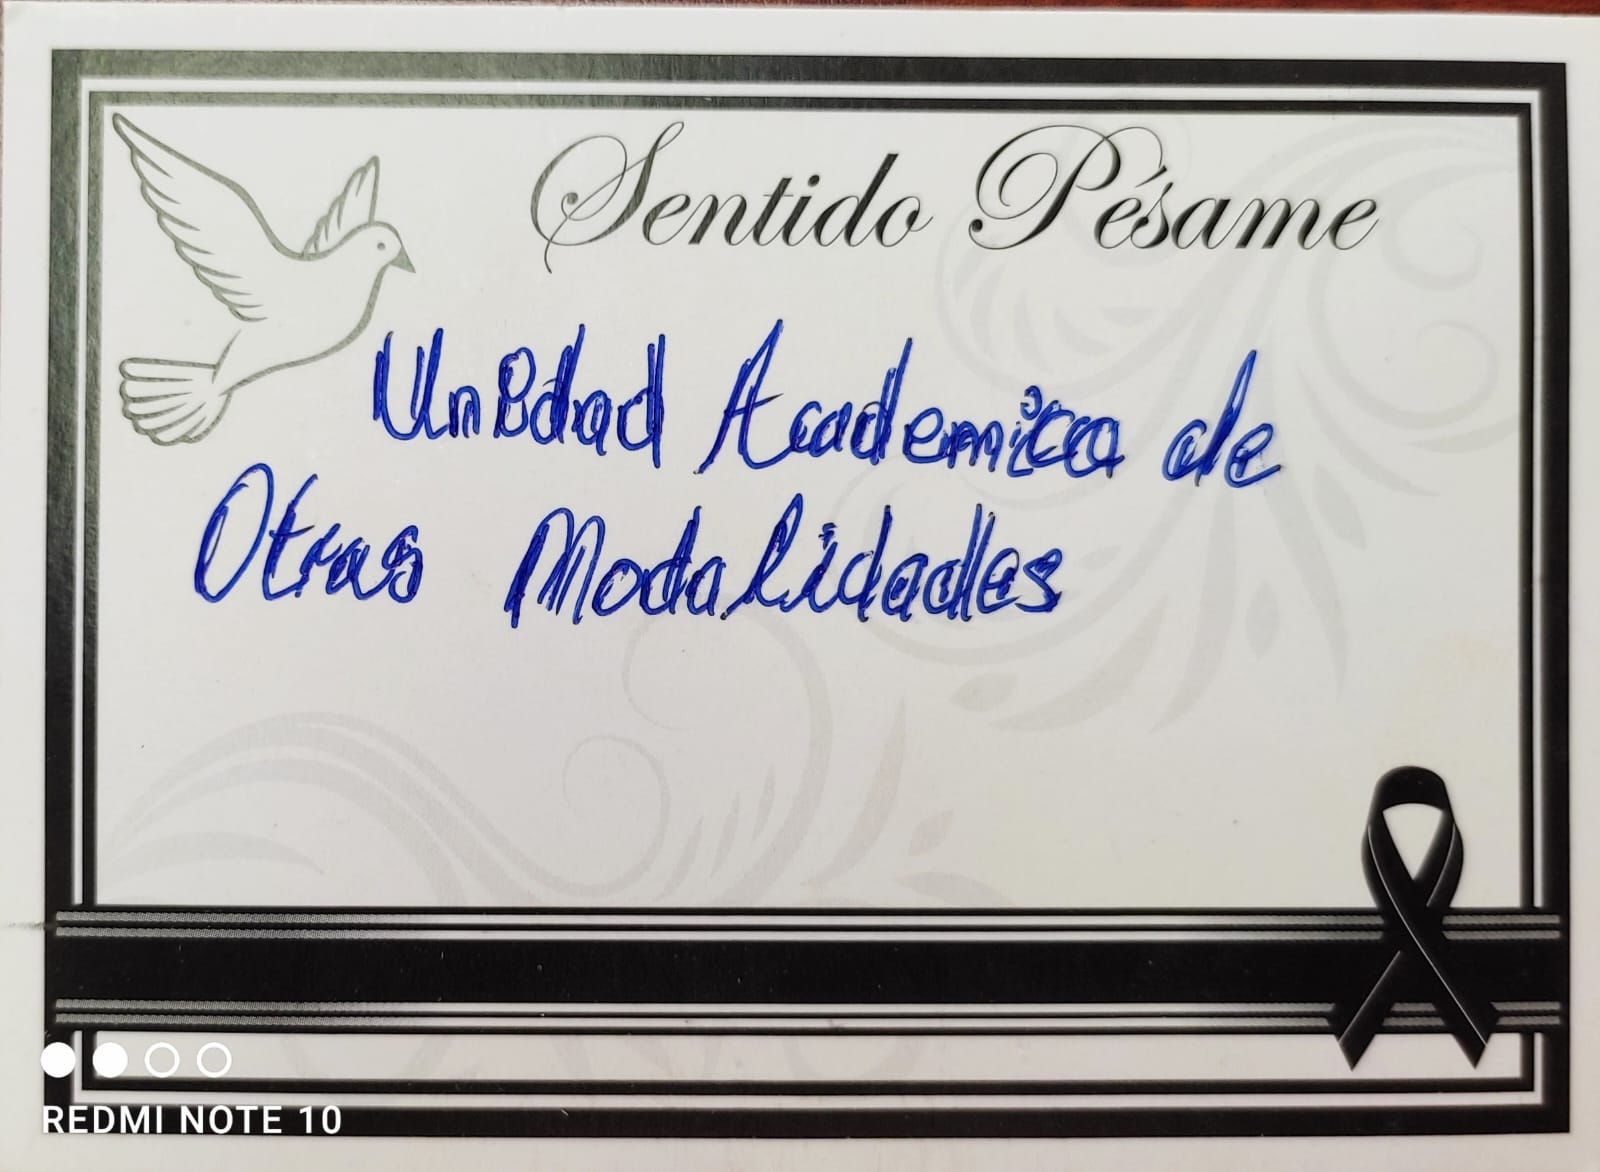 Sentido Pésame
Unidad Academica de
Otras Modalidades
REDMI NOTE 10